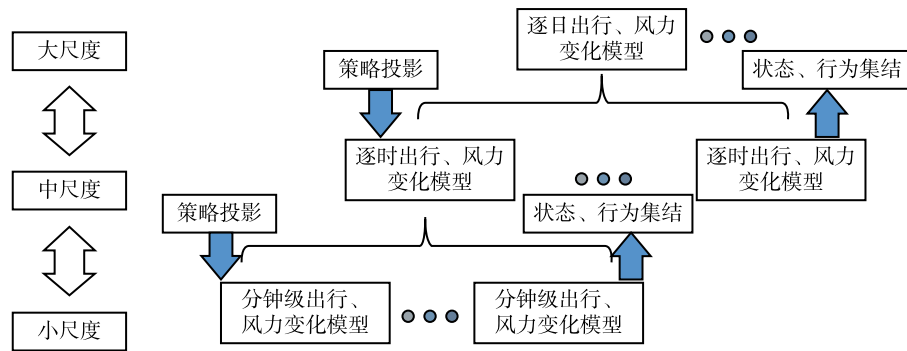 大尺度
中尺度
小尺度
逐日出行、风力
变化模型
策略投影
状态、行为集结
逐时出行、风力
变化模型
逐时出行、风力
变化模型
策略投影
状态、行为集结
分钟级出行、
风力变化模型
分钟级出行、
风力变化模型